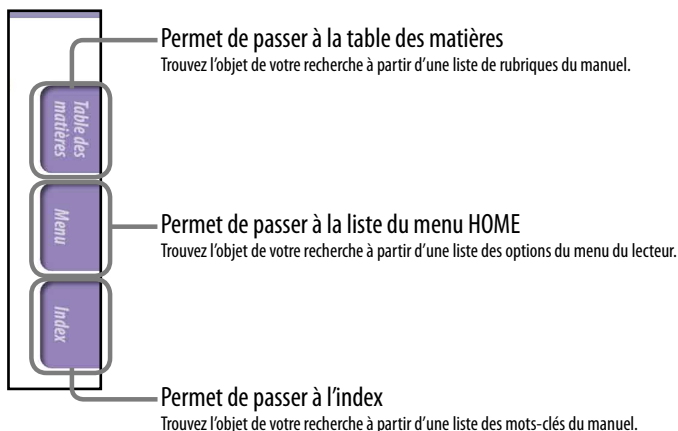 Permet de passer à la table des matières
Trouvez l’objet de votre recherche à partir d’une liste de rubriques du manuel.
Table des
matières
Permet de passer à la liste du menu HOME
Trouvez l’objet de votre recherche à partir d’une liste des options du menu du lecteur.
Menu
Index
Permet de passer à l’index
Trouvez l’objet de votre recherche à partir d’une liste des mots-clés du manuel.